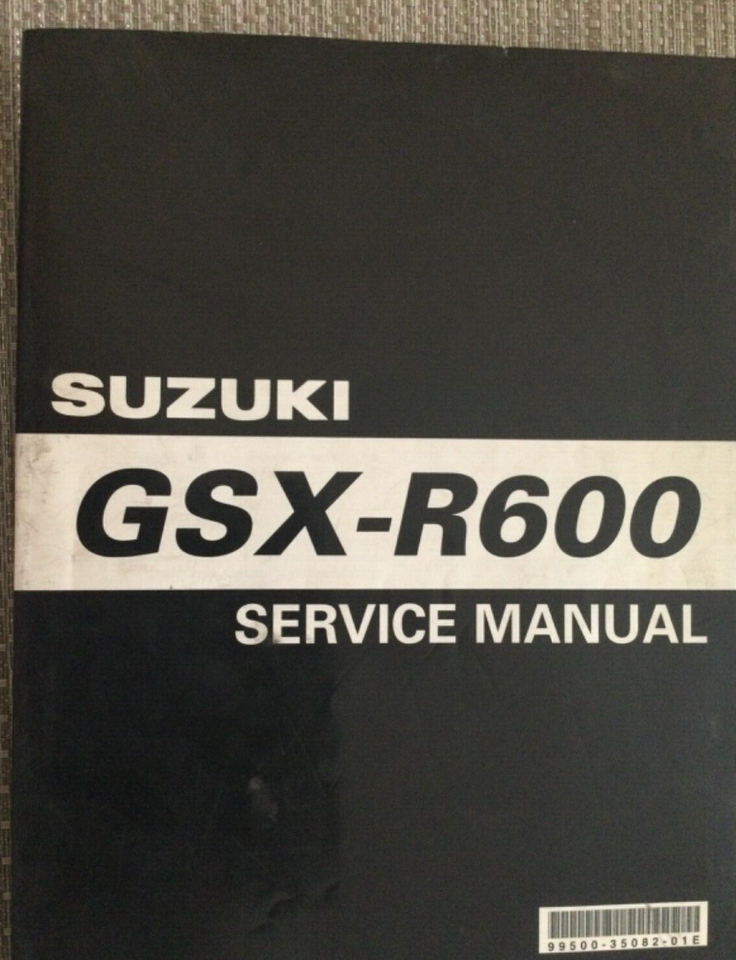 SUZUKI
GSX-R600
SERVICE MANUAL
99500-35082-01E